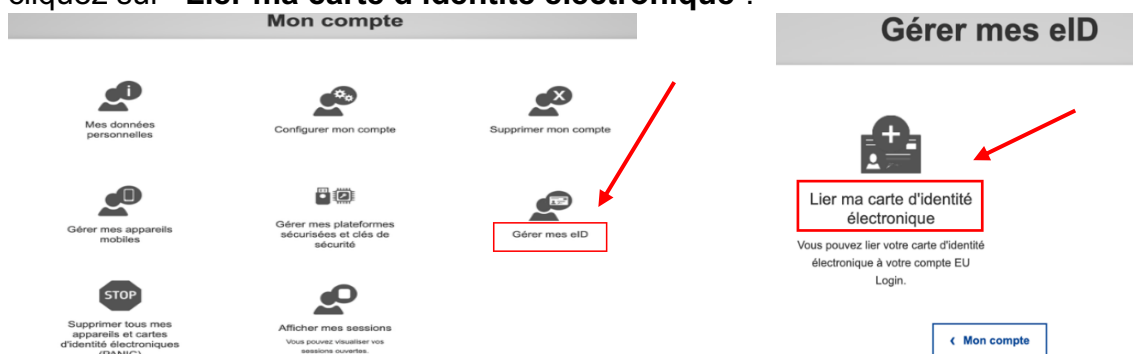 cliquez sur "Lier ma carte d'identité électronique".
Mon compte
Mes données
personnelles
Configurer mon compte
Supprimer mon compte
Gérer mes appareils
mobiles
Gérer mes plateformes
sécurisées et clés de
sécurité
Gérer mes eID
STOP
Supprimer tous mes
appareils et cartes
d'identité électroniques
(PANIC)
Afficher mes sessions
Vous pouvez visualiser vos
sessions ouvertes.
Gérer mes eID
Lier ma carte d'identité
électronique
Vous pouvez lier votre carte d'identité
électronique à votre compte EU
Login.
‹ Mon compte